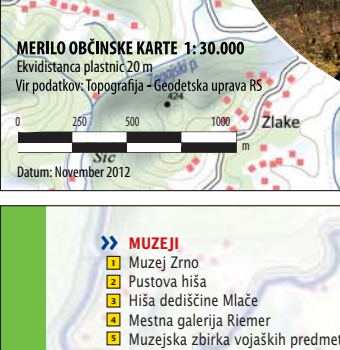 MERILO OBČINSKE KARTE 1: 30.000
Ekvidistanca plastnic 20 m
Vir podatkov: Topografija - Geodetska uprava RS
424
0 250 500 1000
Zlake
m
Šic
Datum: November 2012
MUZEJI
1 Muzej Zrno
2 Pustova hiša
3 Hiša dediščine Mlače
4 Mestna galerija Riemer
5 Muzejska zbirka vojaških predmet